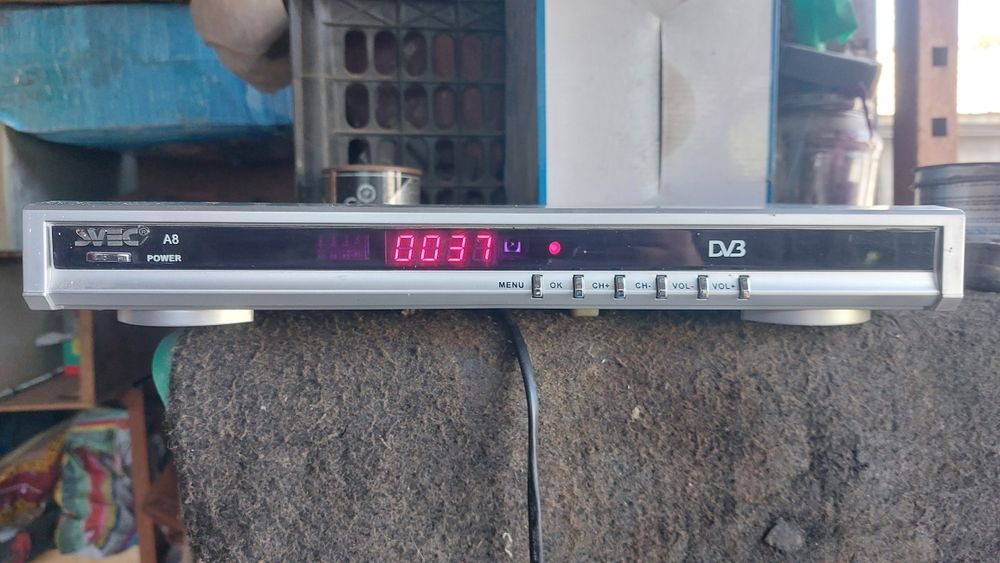 SVEC® A8
POWER
0037
DVB
MENU OK CH+ CH- VOL- VOL+